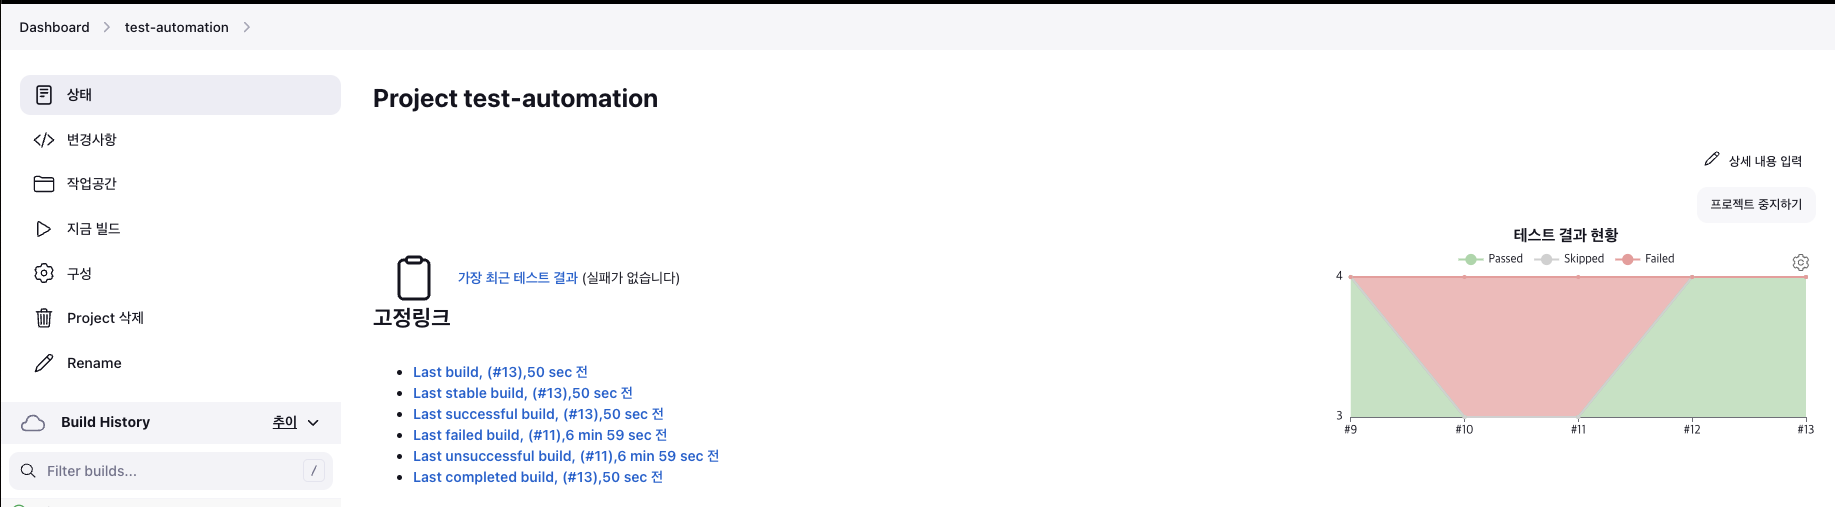 Dashboard
test-automation
상태
변경사항
작업공간
지금 빌드
구성
Project 삭제
Rename
Build History
추이
Filter builds...
/
Project test-automation
상세 내용 입력
프로젝트 중지하기
가장 최근 테스트 결과 (실패가 없습니다)
고정링크
Last build, (#13),50 sec 전
Last stable build, (#13),50 sec 전
Last successful build, (#13),50 sec 전
Last failed build, (#11),6 min 59 sec 전
Last unsuccessful build, (#11),6 min 59 sec 전
Last completed build, (#13),50 sec 전
테스트 결과 현황
Passed Skipped Failed
4
3
#9 #10 #11 #12 #13